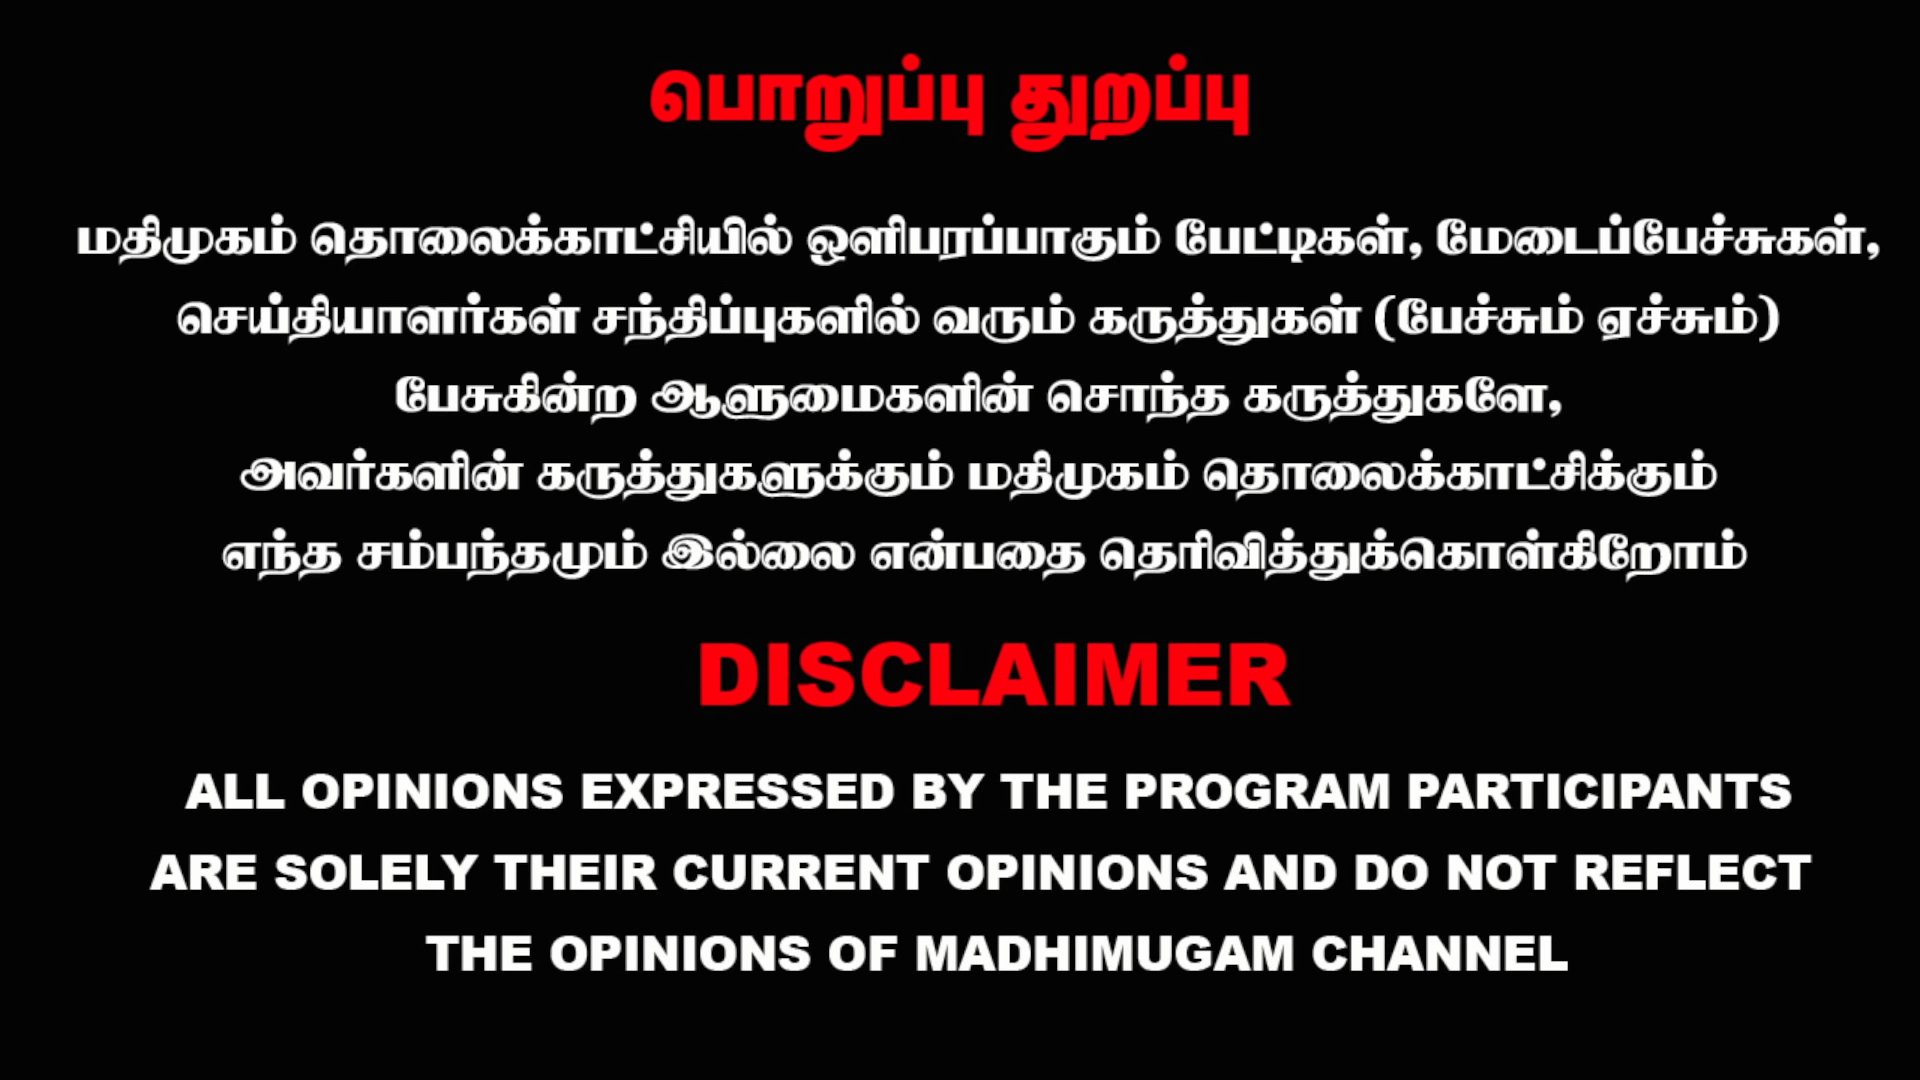 பொறுப்பு துறப்பு
மதிமுகம் தொலைக்காட்சியில் ஒளிபரப்பாகும் பேட்டிகள், மேடைப்பேச்சுகள்,
செய்தியாளர்கள் சந்திப்புகளில் வரும் கருத்துகள் (பேச்சும் ஏச்சும்)
பேசுகின்ற ஆளுமைகளின் சொந்த கருத்துகளே,
அவர்களின் கருத்துகளுக்கும் மதிமுகம் தொலைக்காட்சிக்கும்
எந்த சம்பந்தமும் இல்லை என்பதை தெரிவித்துக்கொள்கிறோம்
DISCLAIMER
ALL OPINIONS EXPRESSED BY THE PROGRAM PARTICIPANTS
ARE SOLELY THEIR CURRENT OPINIONS AND DO NOT REFLECT
THE OPINIONS OF MADHIMUGAM CHANNEL